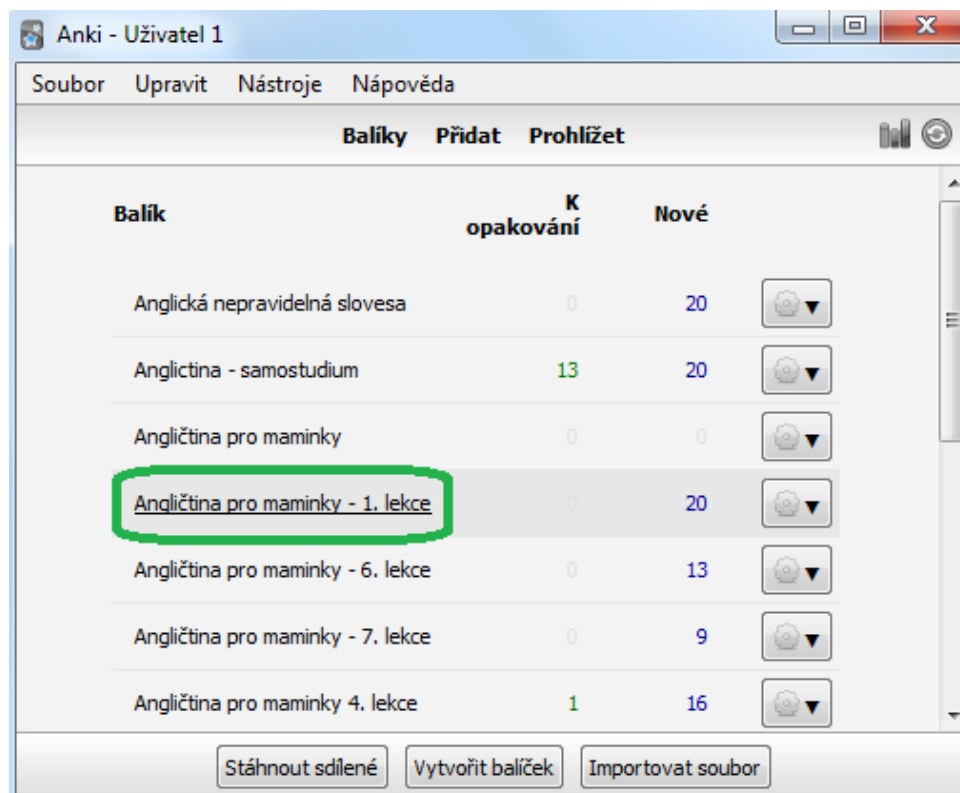 Anki - Uživatel 1
Soubor Upravit Nástroje Nápověda
Balíky Přidat Prohlížet
Balík K opakování Nové
Anglická nepravidelná slovesa 0 20
Anglictina - samostudium 13 20
Angličtina pro maminky 0 0
Angličtina pro maminky - 1. lekce 0 20
Angličtina pro maminky - 6. lekce 0 13
Angličtina pro maminky - 7. lekce 0 9
Angličtina pro maminky 4. lekce 1 16
Stáhnout sdílené Vytvořit balíček Importovat soubor